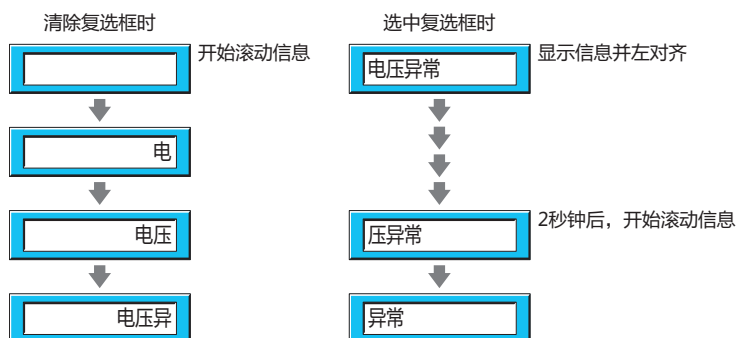 清除复选框时
开始滚动信息
电
电压
电压异
选中复选框时
电压异常
显示信息并左对齐
压异常
2秒钟后，开始滚动信息
异常